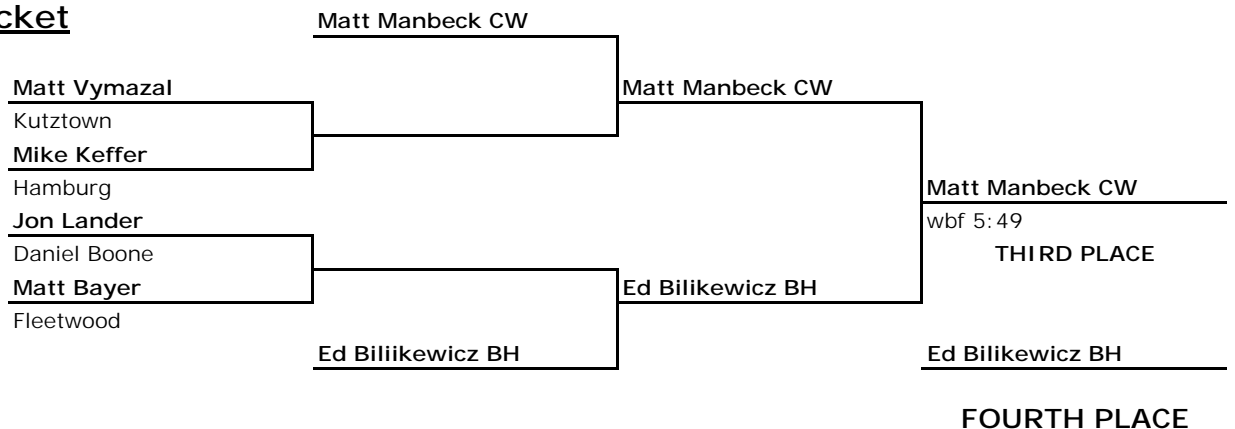 cket
Matt Manbeck CW
Matt Vymazal
Matt Manbeck CW
Kutztown
Mike Keffer
Hamburg
Matt Manbeck CW
Jon Lander
wbf 5:49
Daniel Boone
THIRD PLACE
Matt Bayer
Ed Bilikewicz BH
Fleetwood
Ed Biliikewicz BH
Ed Bilikewicz BH
FOURTH PLACE